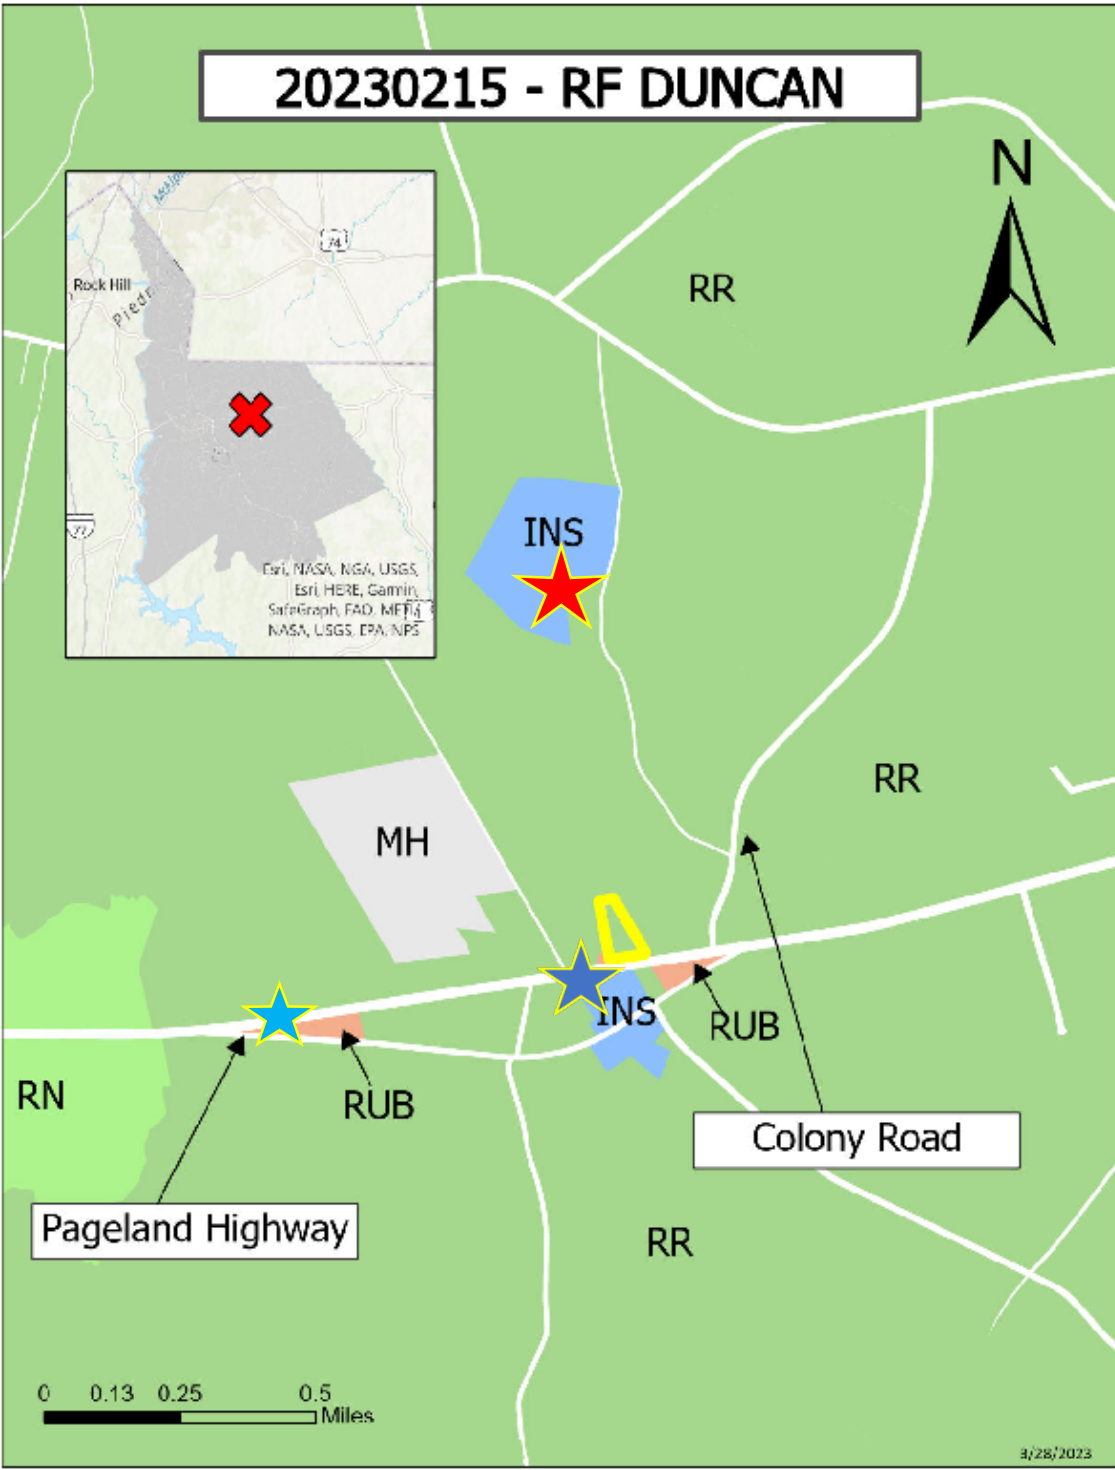 20230215 - RF DUNCAN
N
74
Rock Hill
Piedr
77
Esri, NASA, NGA, USGS,
Esri, HERE, Garmin,
SafeGraph, FAO, METI/
NASA, USGS, EPA, NPS
RR
INS
RR
MH
INS
RUB
RN
RUB
Colony Road
Pageland Highway
RR
0 0.13 0.25 0.5
Miles
3/28/2023